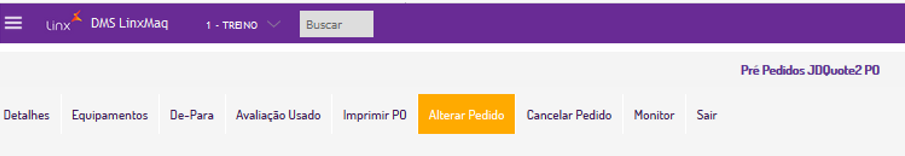 Linx DMS LinxMaq 1 - TREINO Buscar
Pré Pedidos JDQuote2 PO
Detalhes Equipamentos De-Para Avaliação Usado Imprimir PO Alterar Pedido Cancelar Pedido Monitor Sair